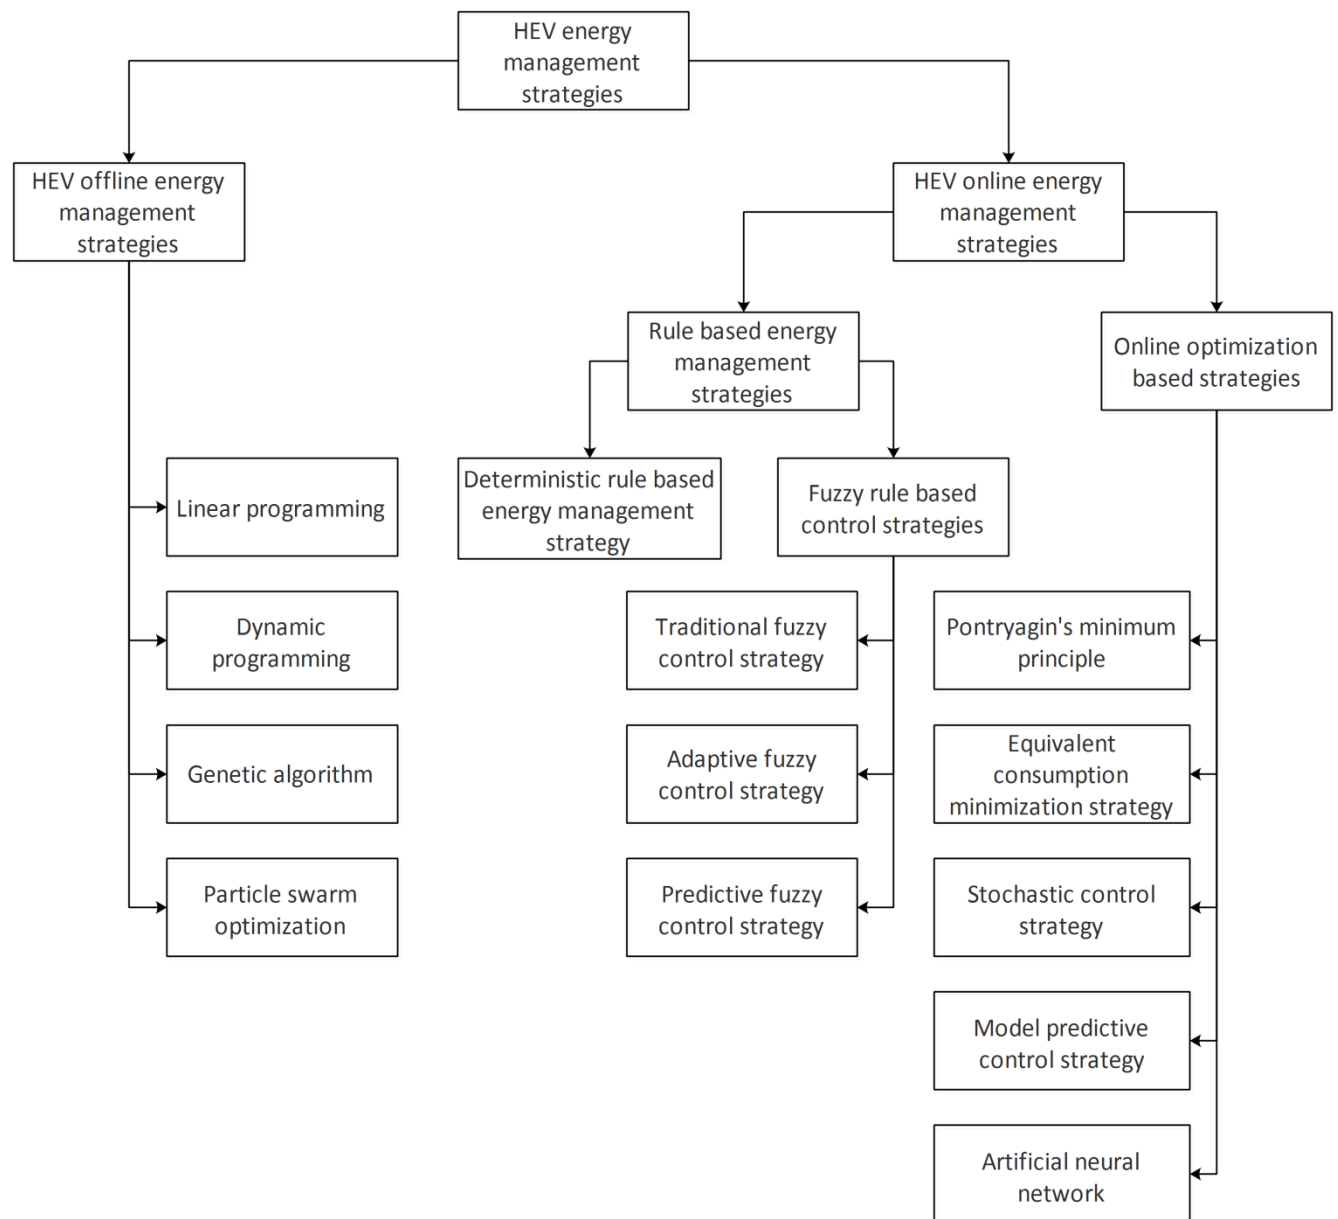 HEV energy
management
strategies
HEV offline energy
management
strategies
HEV online energy
management
strategies
Rule based energy
management
strategies
Online optimization
based strategies
Deterministic rule based
energy management
strategy
Fuzzy rule based
control strategies
Linear programming
Dynamic
programming
Genetic algorithm
Particle swarm
optimization
Traditional fuzzy
control strategy
Adaptive fuzzy
control strategy
Predictive fuzzy
control strategy
Pontryagin's minimum
principle
Equivalent
consumption
minimization strategy
Stochastic control
strategy
Model predictive
control strategy
Artificial neural
network